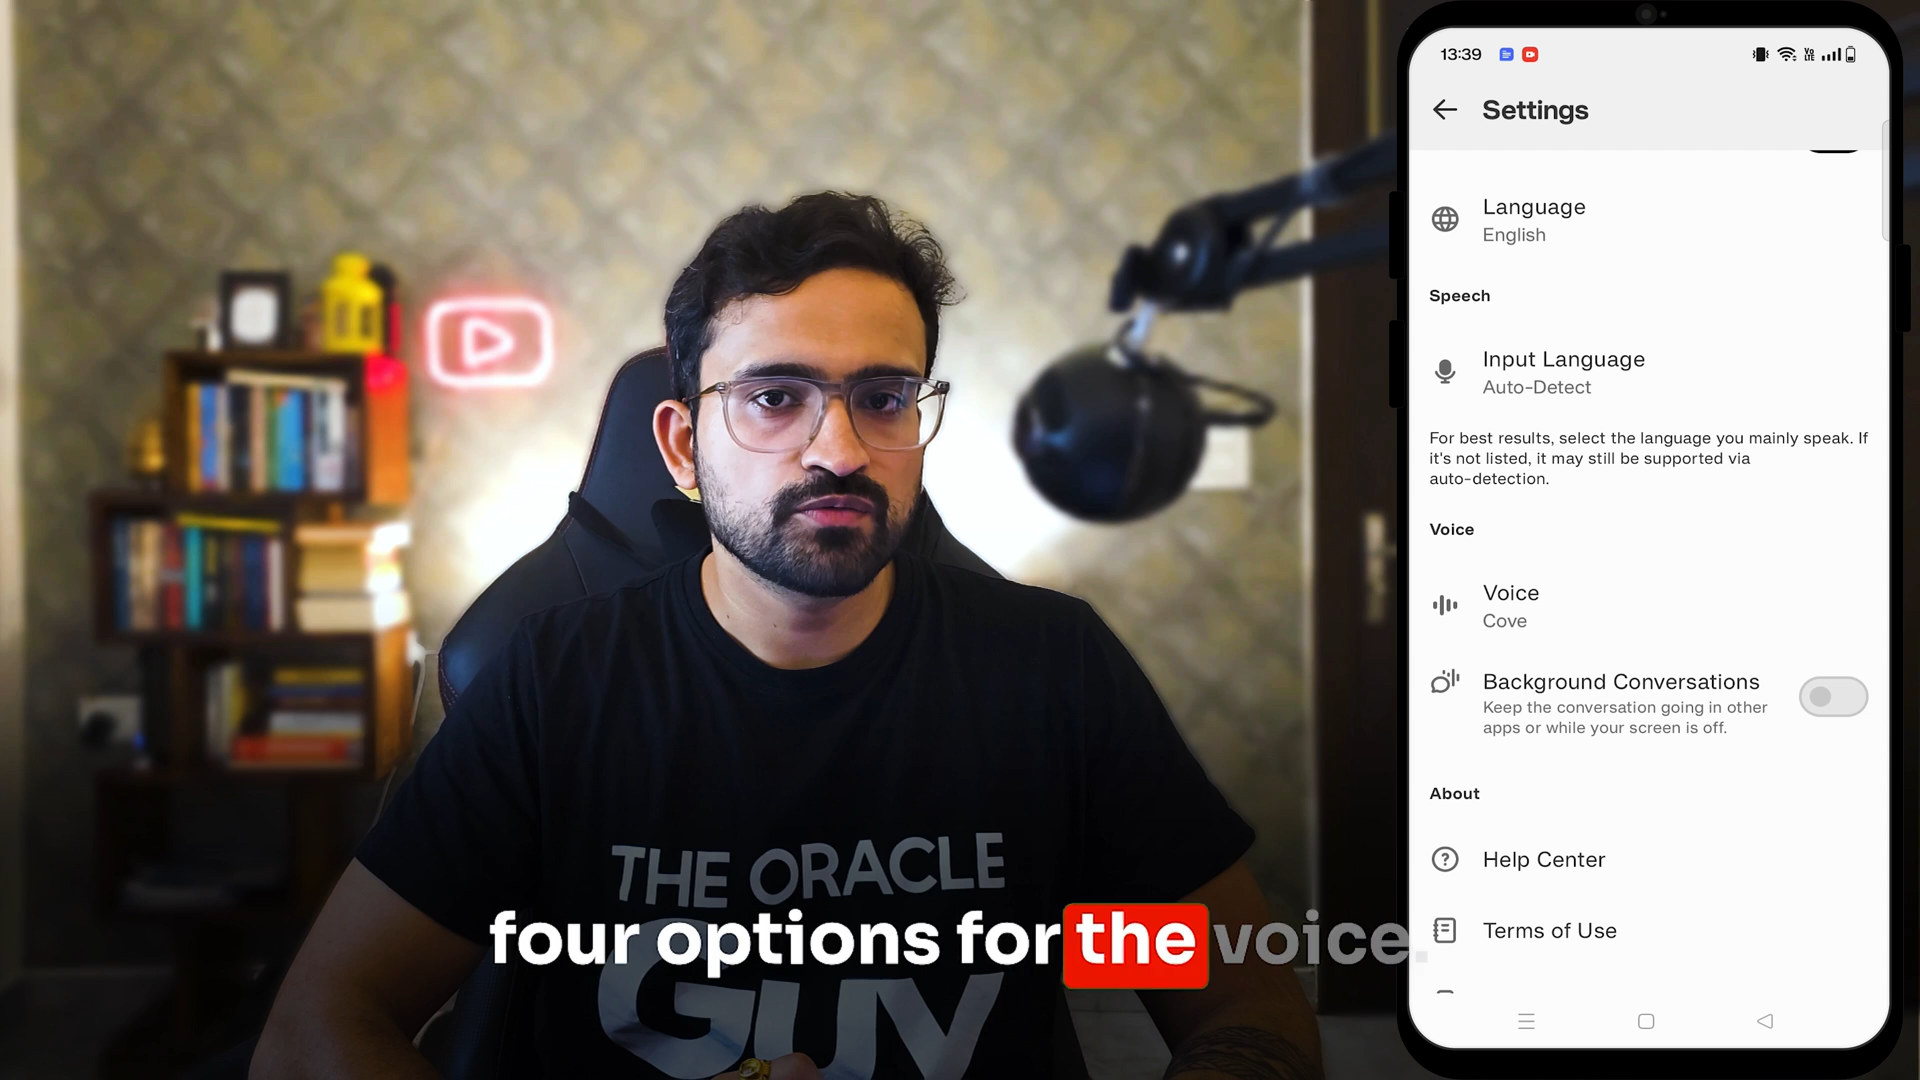 13:39
Vo
LTE
Settings
Language
English
Speech
Input Language
Auto-Detect
For best results, select the language you mainly speak. If
it's not listed, it may still be supported via
auto-detection.
Voice
Voice
Cove
Background Conversations
Keep the conversation going in other
apps or while your screen is off.
About
Help Center
Terms of Use
THE ORACLE
GUY
four options for the voice.